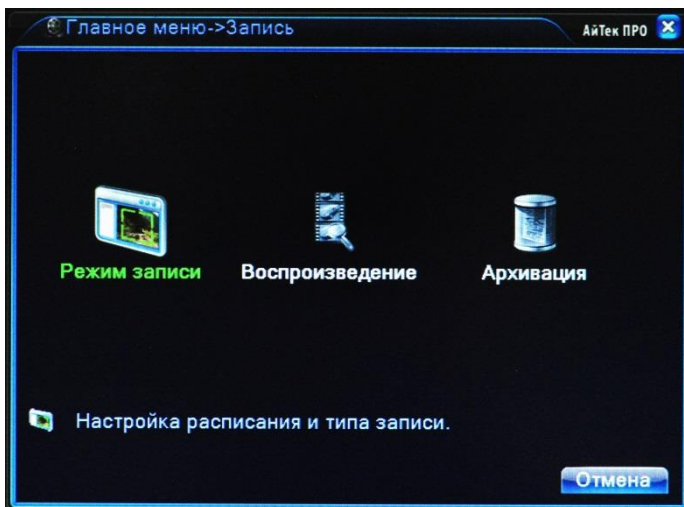 Главное меню->Запись
АйТек ПРО
Режим записи
Воспроизведение
Архивация
Настройка расписания и типа записи.
Отмена